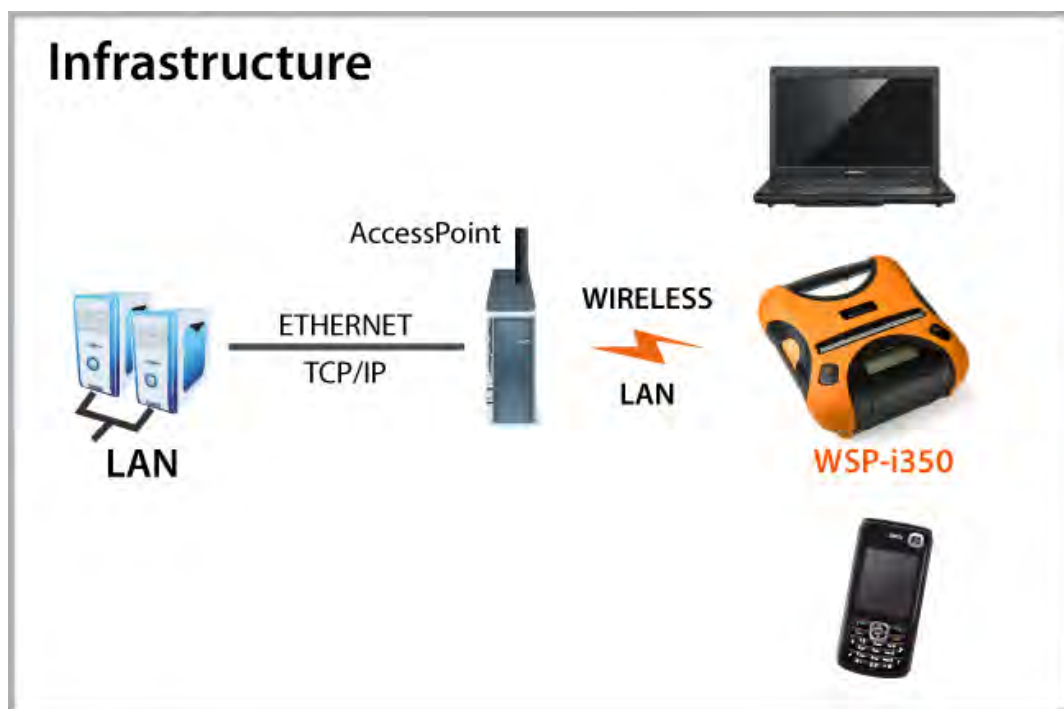 Infrastructure
AccessPoint
ETHERNET
TCP/IP
LAN
WIRELESS
LAN
WSP-i350